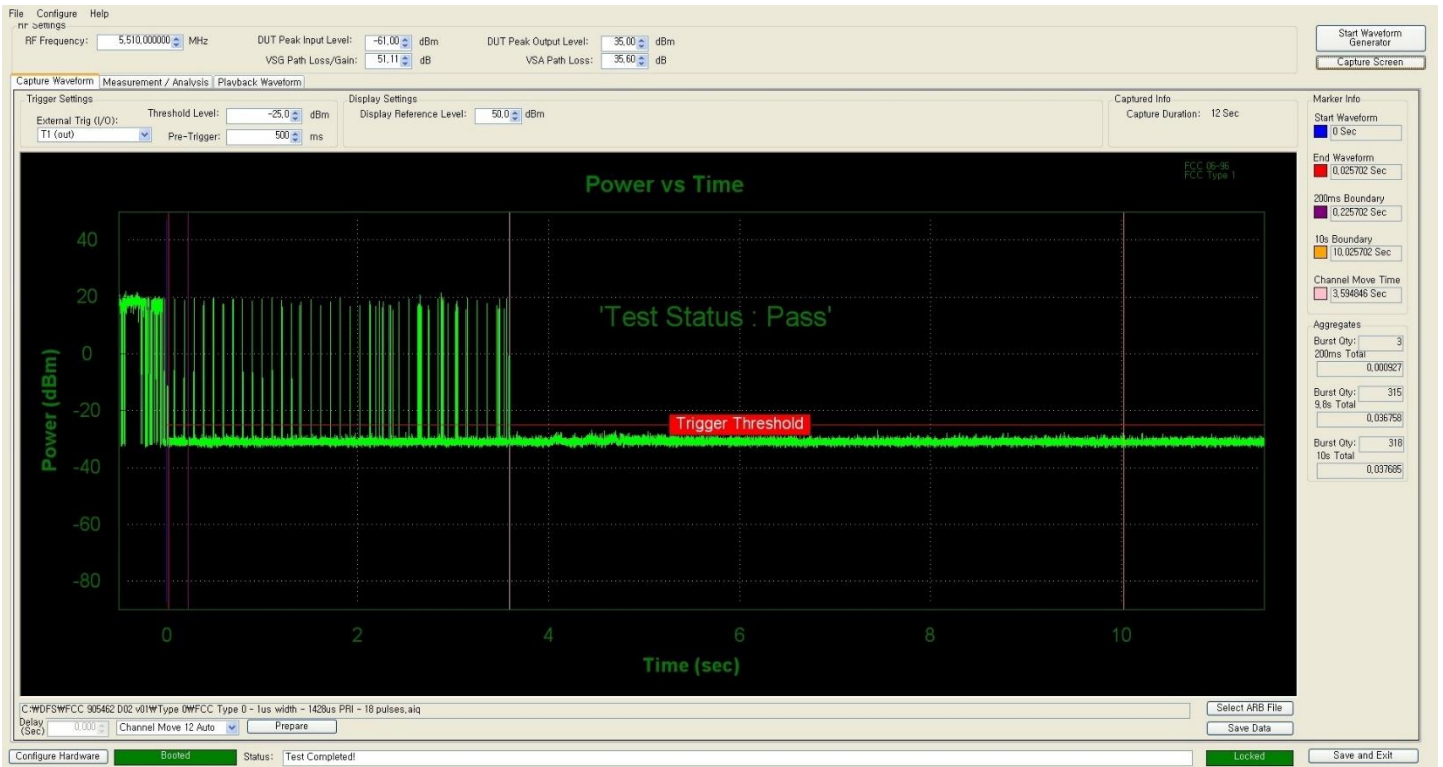 File Configure Help
RF Settings
RF Frequency: 5,510,000000 MHz DUT Peak Input Level: -61,00 dBm DUT Peak Output Level: 35,00 dBm
VSG Path Loss/Gain: 51,11 dB VSA Path Loss: 35,60 dB
Start Waveform Generator
Capture Screen
Capture Waveform Measurement / Analysis Playback Waveform
Trigger Settings
External Trig (I/O): Threshold Level: -25,0 dBm
T1 (out) Pre-Trigger: 500 ms
Display Settings
Display Reference Level: 50,0 dBm
Captured Info
Capture Duration: 12 Sec
Marker Info
Start Waveform
0 Sec
End Waveform
0,025702 Sec
200ms Boundary
0,225702 Sec
10s Boundary
10,025702 Sec
Channel Move Time
3,594846 Sec
Aggregates
Burst Qty: 3
200ms Total
0,000927
Burst Qty: 315
9,8s Total
0,036758
Burst Qty: 318
10s Total
0,037685
FCC 06-96
FCC Type 1
Power vs Time
'Test Status : Pass'
Trigger Threshold
Power (dBm)
40
20
0
-20
-40
-60
-80
0 2 4 6 8 10
Time (sec)
C:₩DFS₩FCC 905462 D02 v01₩Type 0₩FCC Type 0 - 1us width - 1428us PRI - 18 pulses,aiq
Select ARB File
Delay (Sec) 0,000 Channel Move 12 Auto Prepare
Save Data
Configure Hardware Booted Status: Test Completed! Locked Save and Exit